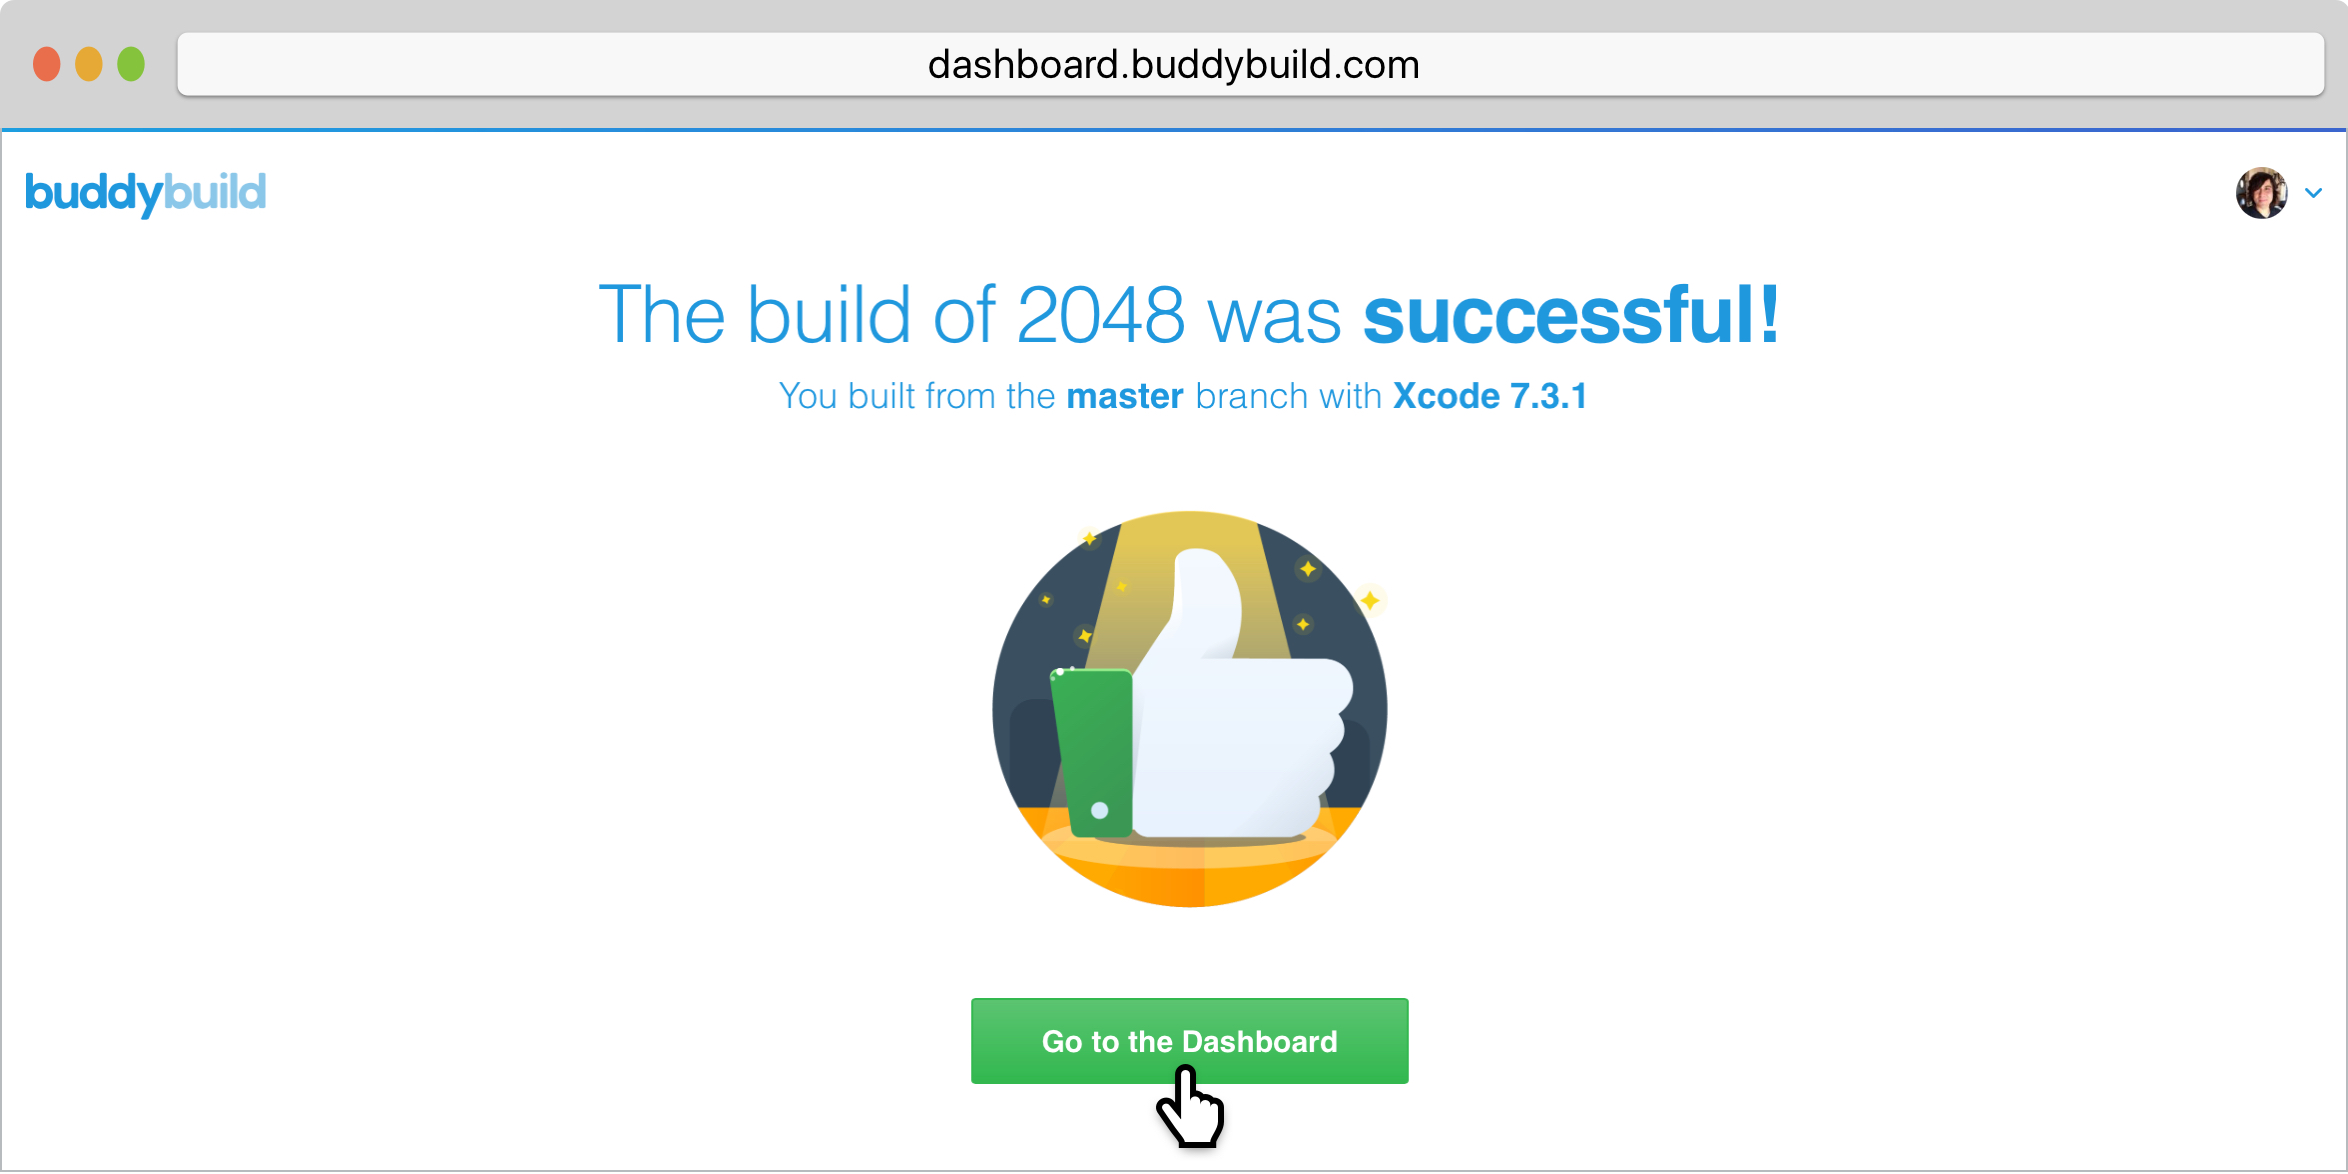 dashboard.buddybuild.com
buddybuild
The build of 2048 was successful!
You built from the master branch with Xcode 7.3.1
Go to the Dashboard